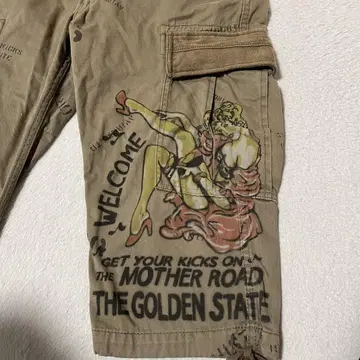 WELCOME
GET YOUR KICKS ON
THE MOTHER ROAD
THE GOLDEN STATE